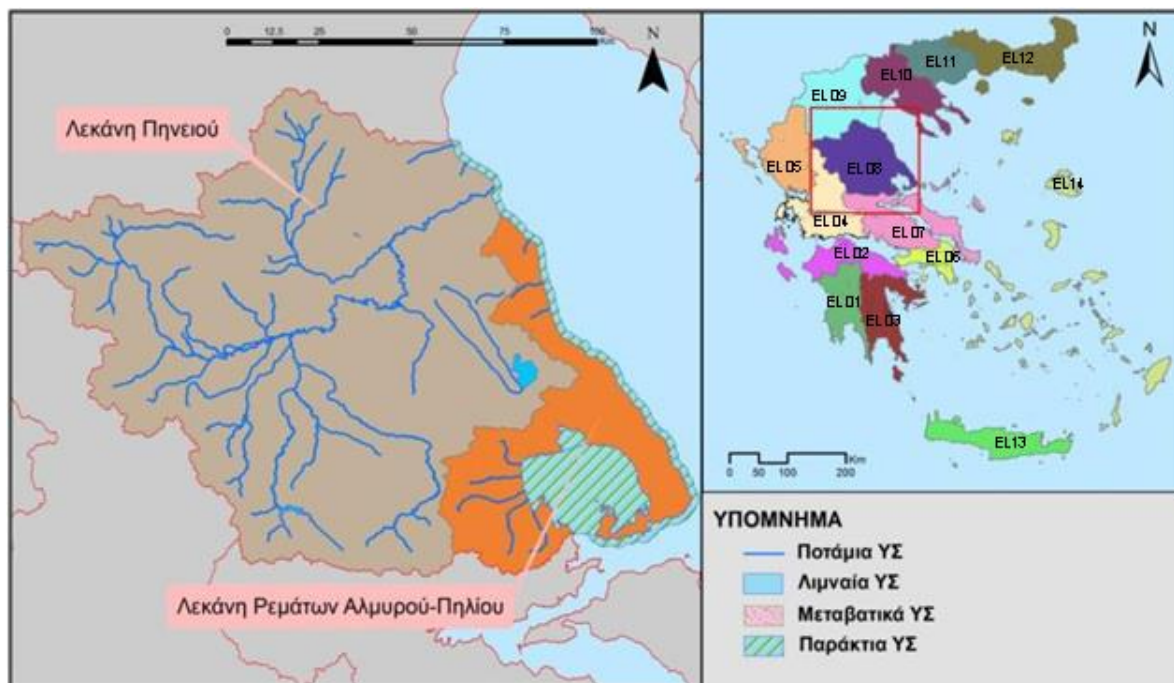 0 12,5 25 50 75 100
Km
N
Λεκάνη Πηνειού
Λεκάνη Ρεμάτων Αλμυρού-Πηλίου
N
EL11
EL12
EL10
EL09
EL05
EL08
EL14
EL04
EL07
EL02
EL06
EL01
EL03
EL13
0 50 100 200
Km
ΥΠΟΜΝΗΜΑ
Ποτάμια ΥΣ
Λιμναία ΥΣ
Μεταβατικά ΥΣ
Παράκτια ΥΣ